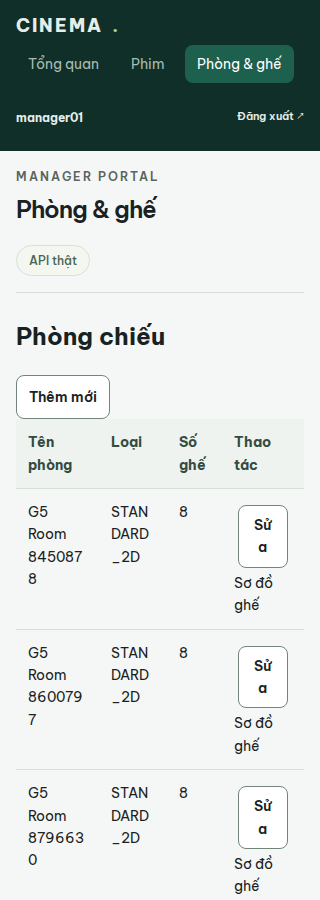 CINEMA .
Tổng quan Phim Phòng & ghế
manager01 Đăng xuất ↗
MANAGER PORTAL
Phòng & ghế
API thật
Phòng chiếu
Thêm mới
Tên phòng Loại Số ghế Thao tác
G5
Room
845087
8
STAN
DARD
_2D
8
Sử
a
Sơ đồ
ghế
G5
Room
860079
7
STAN
DARD
_2D
8
Sử
a
Sơ đồ
ghế
G5
Room
879663
0
STAN
DARD
_2D
8
Sử
a
Sơ đồ
ghế